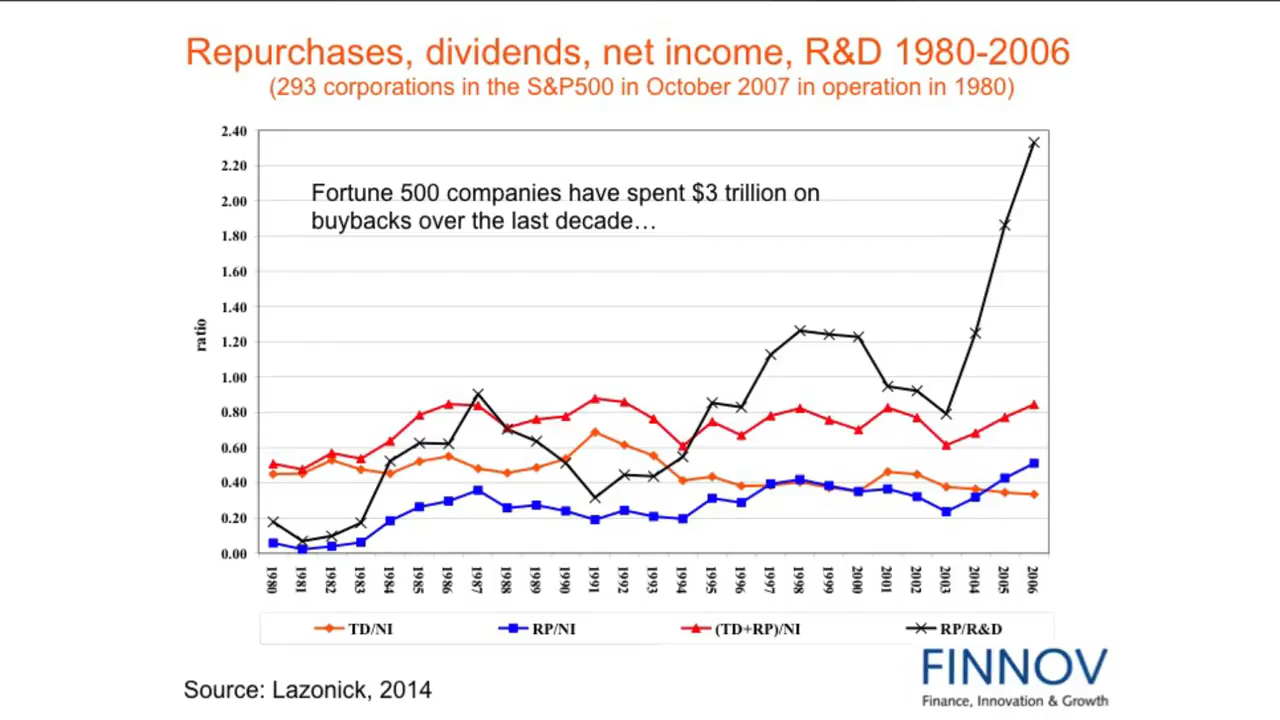 Repurchases, dividends, net income, R&D 1980-2006
(293 corporations in the S&P500 in October 2007 in operation in 1980)
2.40
2.20
2.00
1.80
1.60
1.40
1.20
1.00
0.80
0.60
0.40
0.20
0.00
ratio
Fortune 500 companies have spent $3 trillion on
buybacks over the last decade…
1980 1981 1982 1983 1984 1985 1986 1987 1988 1989 1990 1991 1992 1993 1994 1995 1996 1997 1998 1999 2000 2001 2002 2003 2004 2005 2006
TD/NI RP/NI (TD+RP)/NI RP/R&D
FINNOV
Finance, Innovation & Growth
Source: Lazonick, 2014